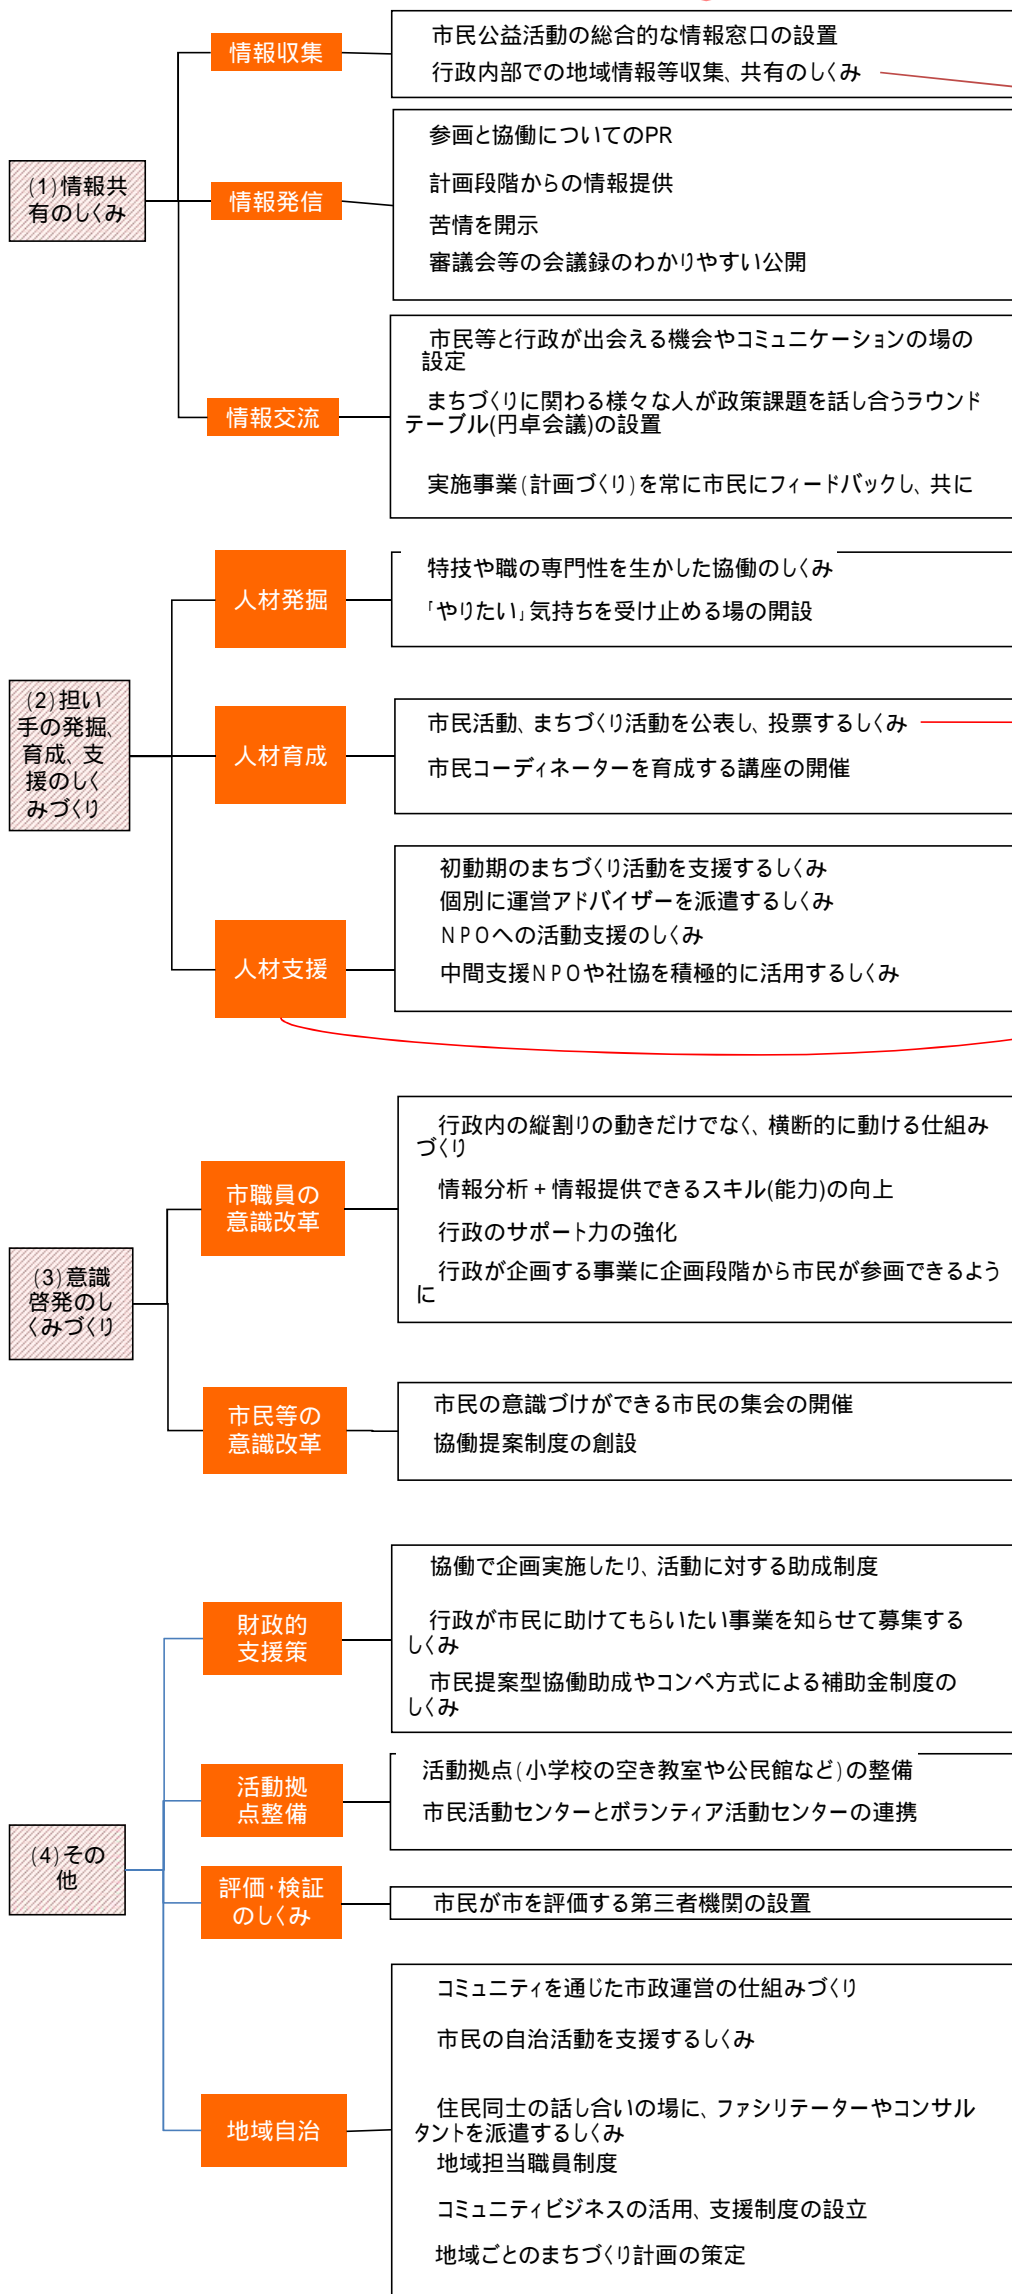 (1)情報共
有のしくみ
情報収集
市民公益活動の総合的な情報窓口の設置
行政内部での地域情報等収集、共有のしくみ
情報発信
参画と協働についてのPR
計画段階からの情報提供
苦情を開示
審議会等の会議録のわかりやすい公開
情報交流
市民等と行政が出会える機会やコミュニケーションの場の
設定
まちづくりに関わる様々な人が政策課題を話し合うラウンド
テーブル(円卓会議)の設置
実施事業(計画づくり)を常に市民にフィードバックし、共に
(2)担い
手の発掘、
育成、支
援のしく
みづくり
人材発掘
特技や職の専門性を生かした協働のしくみ
「やりたい」気持ちを受け止める場の開設
人材育成
市民活動、まちづくり活動を公表し、投票するしくみ
市民コーディネーターを育成する講座の開催
人材支援
初動期のまちづくり活動を支援するしくみ
個別に運営アドバイザーを派遣するしくみ
NPOへの活動支援のしくみ
中間支援NPOや社協を積極的に活用するしくみ
(3)意識
啓発のし
くみづくり
市職員の
意識改革
行政内の縦割りの動きだけでなく、横断的に動ける仕組み
づくり
情報分析+情報提供できるスキル(能力)の向上
行政のサポート力の強化
行政が企画する事業に企画段階から市民が参画できるよう
に
市民等の
意識改革
市民の意識づけができる市民の集会の開催
協働提案制度の創設
(4)その
他
財政的
支援策
協働で企画実施したり、活動に対する助成制度
行政が市民に助けてもらいたい事業を知らせて募集する
しくみ
市民提案型協働助成やコンペ方式による補助金制度の
しくみ
活動拠
点整備
活動拠点(小学校の空き教室や公民館など)の整備
市民活動センターとボランティア活動センターの連携
評価・検証
のしくみ
市民が市を評価する第三者機関の設置
地域自治
コミュニティを通じた市政運営の仕組みづくり
市民の自治活動を支援するしくみ
住民同士の話し合いの場に、ファシリテーターやコンサル
タントを派遣するしくみ
地域担当職員制度
コミュニティビジネスの活用、支援制度の設立
地域ごとのまちづくり計画の策定